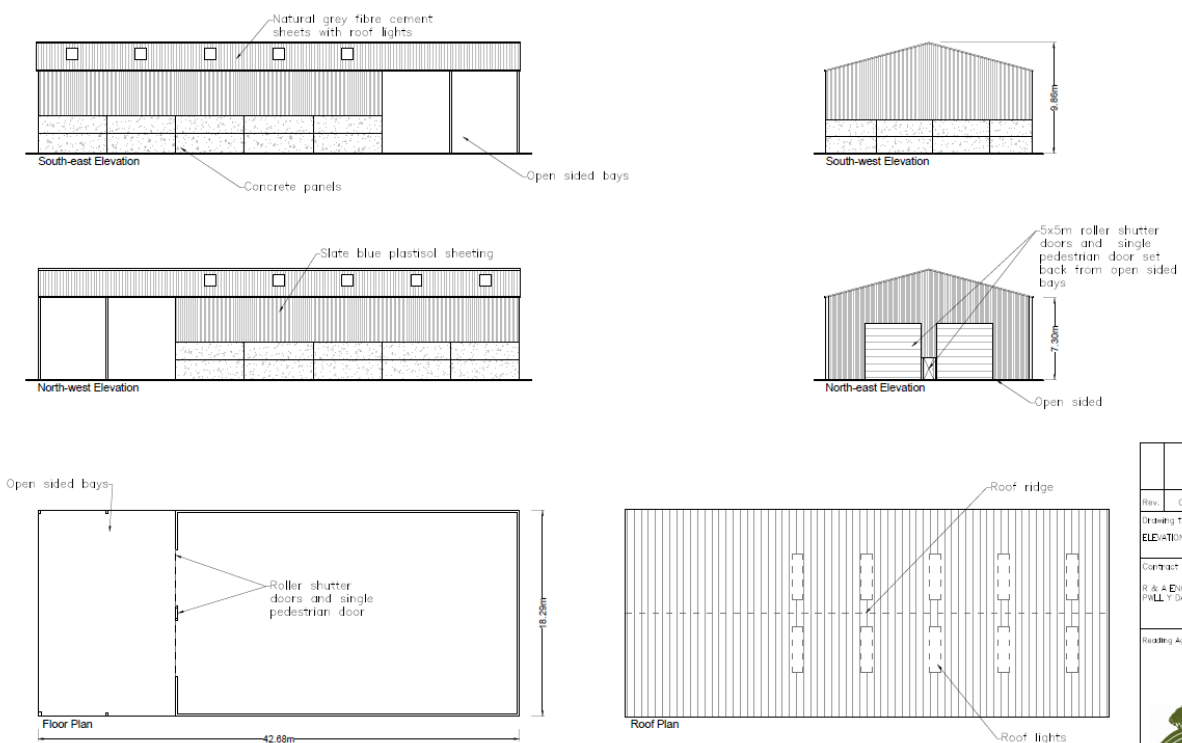 Natural grey fibre cement
sheets with roof lights
South-east Elevation
Concrete panels
Open sided bays
9.86m
South-west Elevation
Slate blue plastisol sheeting
North-west Elevation
5x5m roller shutter
doors and single
pedestrian door set
back from open sided
bays
7.30m
North-east Elevation
Open sided
Open sided bays
Roller shutter
doors and single
pedestrian door
18.29m
Floor Plan
42.68m
Roof ridge
Roof Plan
Roof lights
Rev.
Drawing
ELEVATION
Contract
R & A
PWLL Y
Reading